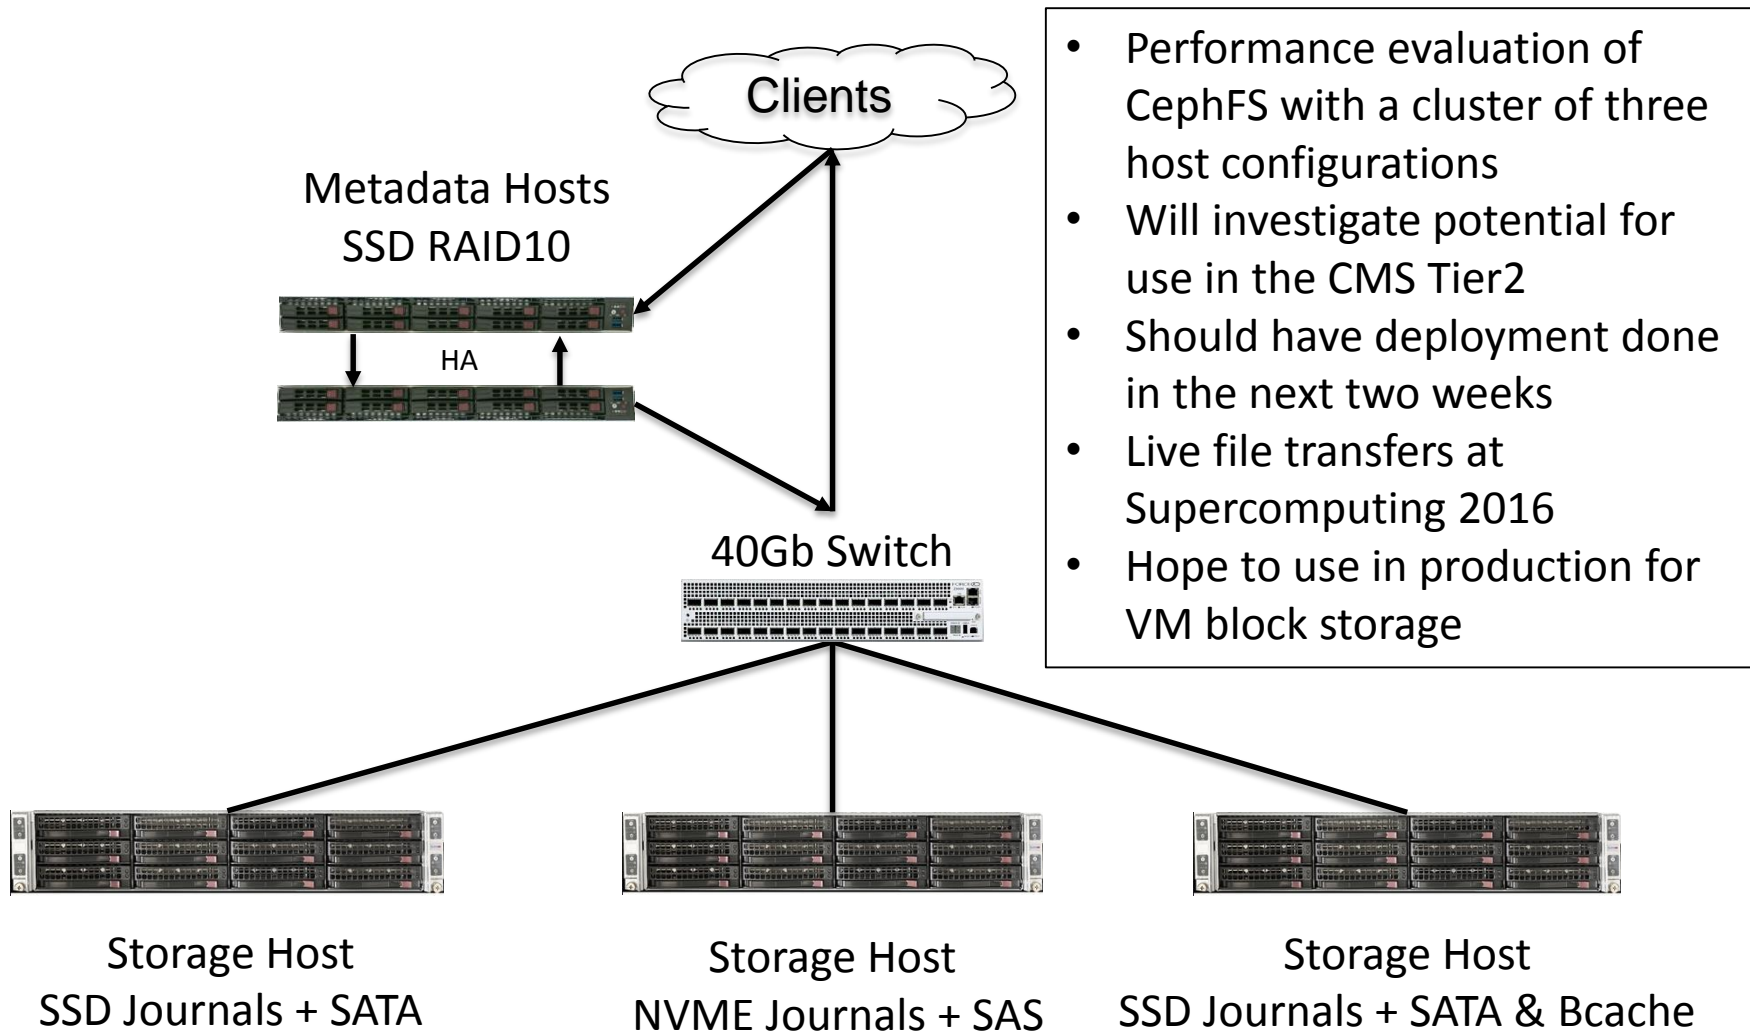 Clients
Metadata Hosts
SSD RAID10
HA
40Gb Switch
Storage Host
SSD Journals + SATA
Storage Host
NVME Journals + SAS
Storage Host
SSD Journals + SATA & Bcache
• Performance evaluation of
CephFS with a cluster of three
host configurations
• Will investigate potential for
use in the CMS Tier2
• Should have deployment done
in the next two weeks
• Live file transfers at
Supercomputing 2016
• Hope to use in production for
VM block storage